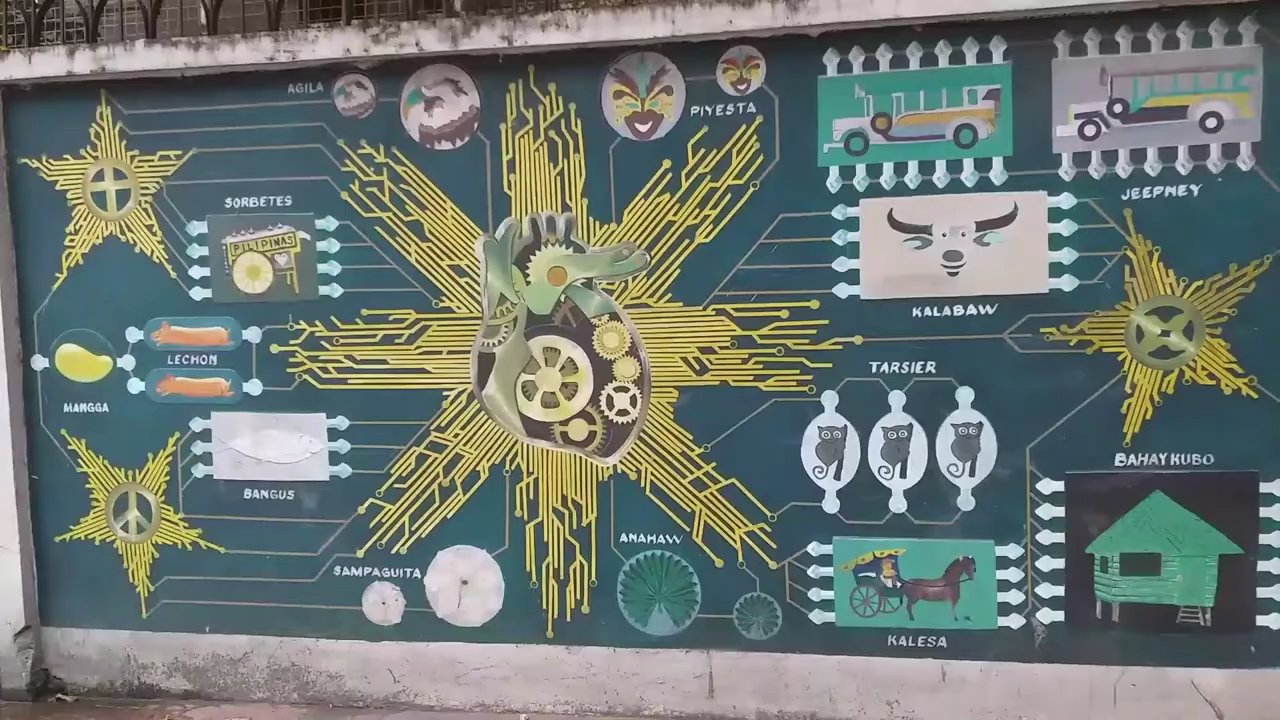 AGILA
PIYESTA
JEEPNEY
SORBETES
PILIPINAS
KALABAW
LECHON
TARSIER
MANGGA
BANGUS
BAHAY KUBO
ANAHAW
SAMPAGUITA
KALESA